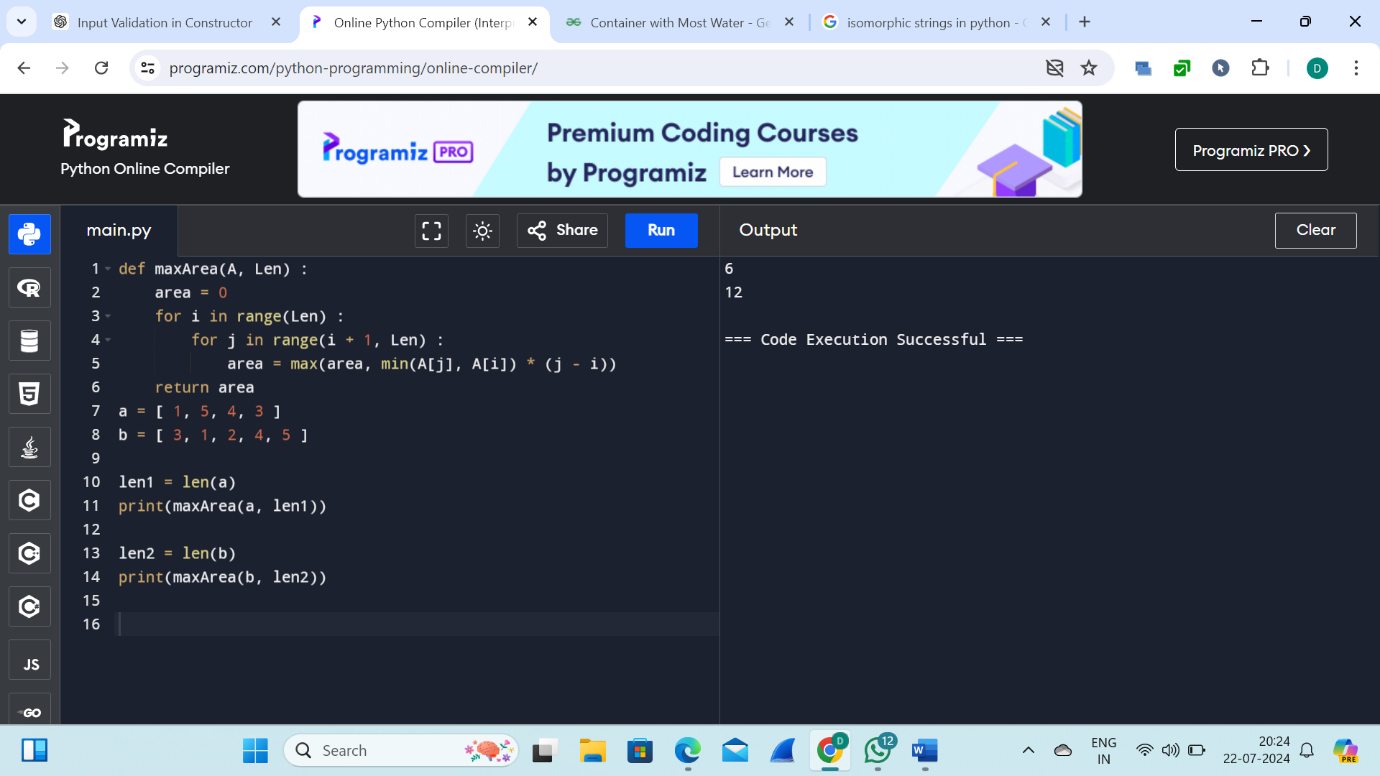 Input Validation in Constructor
Online Python Compiler (Interp
Container with Most Water - Ge
isomorphic strings in python - G
programiz.com/python-programming/online-compiler/
D
Programiz
Python Online Compiler
Programiz PRO
Premium Coding Courses
by Programiz
Learn More
Programiz PRO
main.py
Share
Run
Output
Clear
1 def maxArea(A, Len) :
2 area = 0
3 for i in range(Len) :
4 for j in range(i + 1, Len) :
5 area = max(area, min(A[j], A[i]) * (j - i))
6 return area
7 a = [ 1, 5, 4, 3 ]
8 b = [ 3, 1, 2, 4, 5 ]
9
10 len1 = len(a)
11 print(maxArea(a, len1))
12
13 len2 = len(b)
14 print(maxArea(b, len2))
15
16
6
12
=== Code Execution Successful ===
R
5
C
C
C
JS
GO
Search
D
12
W
ENG
IN
20:24
22-07-2024
PRE